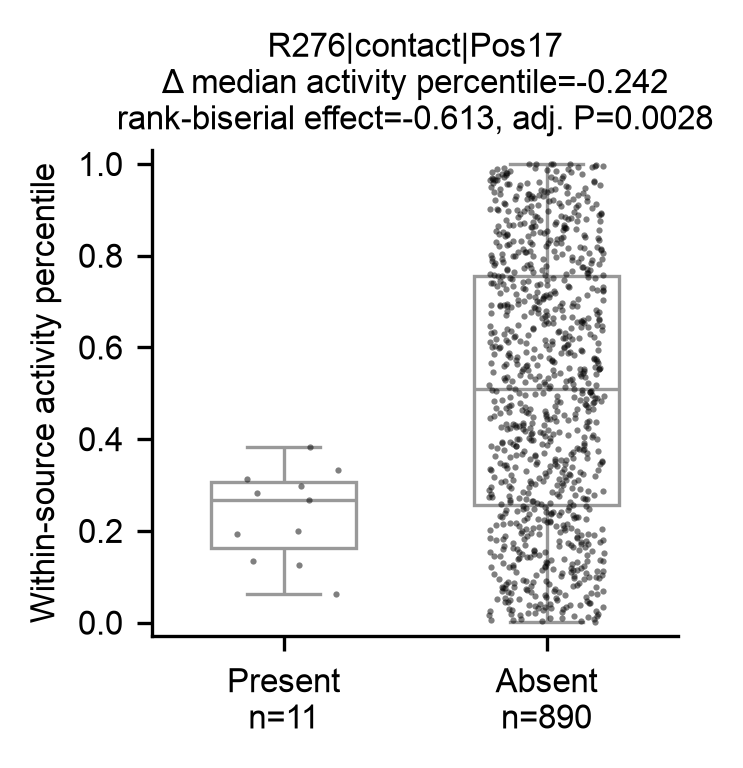 R276|contact|Pos17
Δ median activity percentile=-0.242
rank-biserial effect=-0.613, adj. P=0.0028
Within-source activity percentile
1.0
0.8
0.6
0.4
0.2
0.0
Present
n=11
Absent
n=890